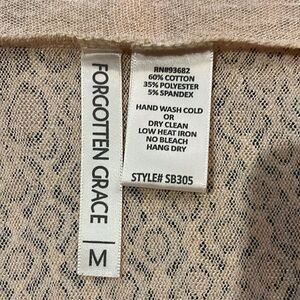 FORGOTTEN GRACE
M
RN#93682
60% COTTON
35% POLYESTER
5% SPANDEX
HAND WASH COLD
OR
DRY CLEAN
LOW HEAT IRON
NO BLEACH
HANG DRY
STYLE# SB305